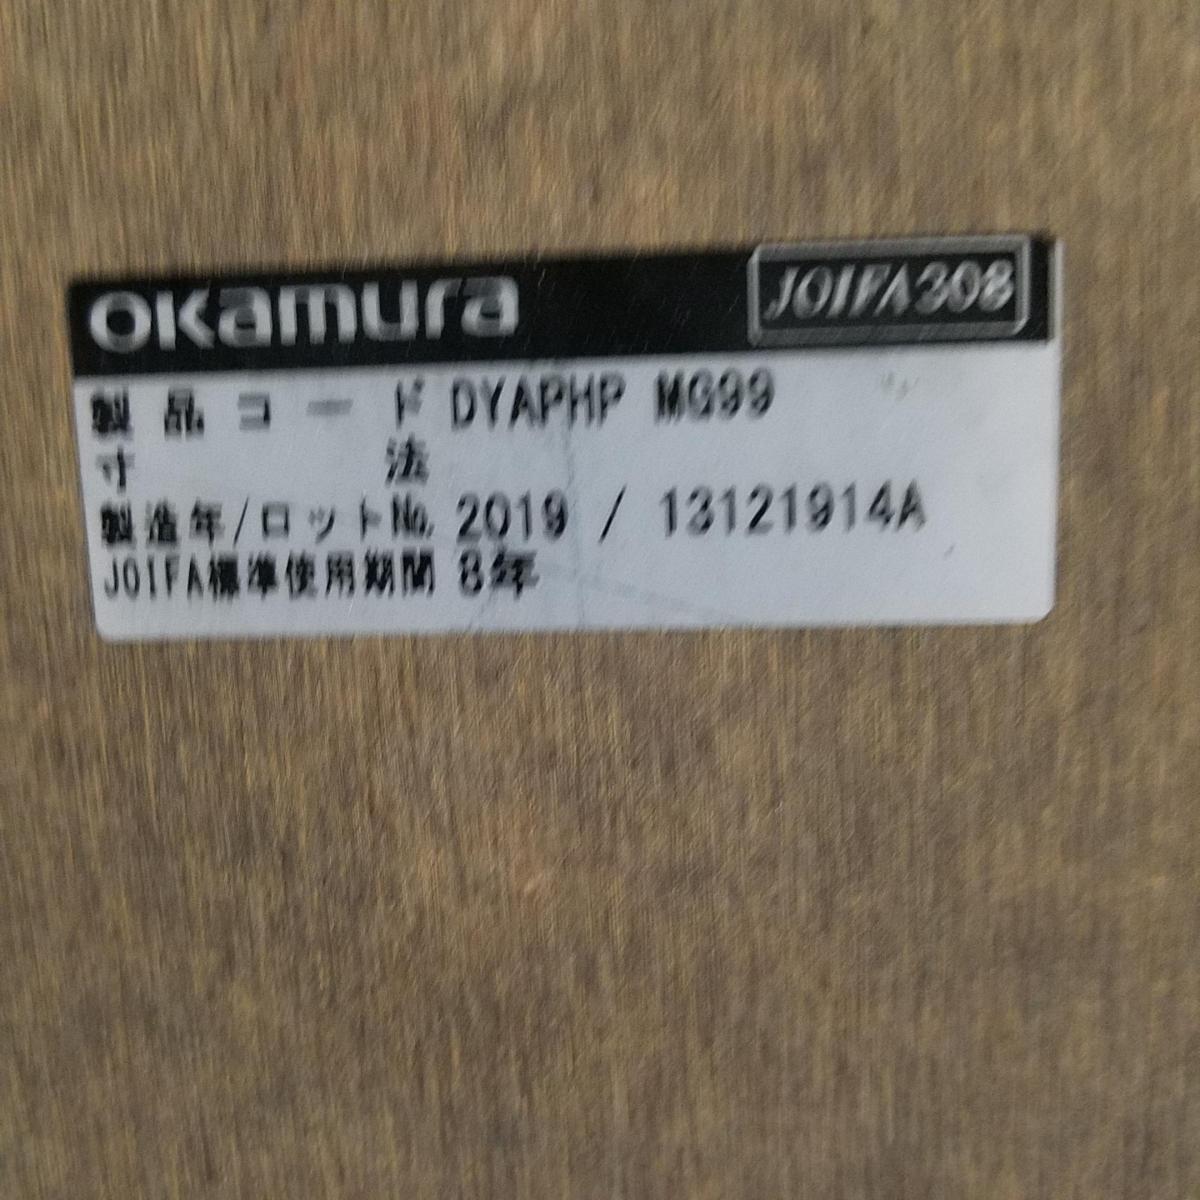 okamura JOIFA308
製品コード DYAPHP MG99
寸法
製造年/ロットNo. 2019 / 13121914A
JOIFA標準使用期間 8年